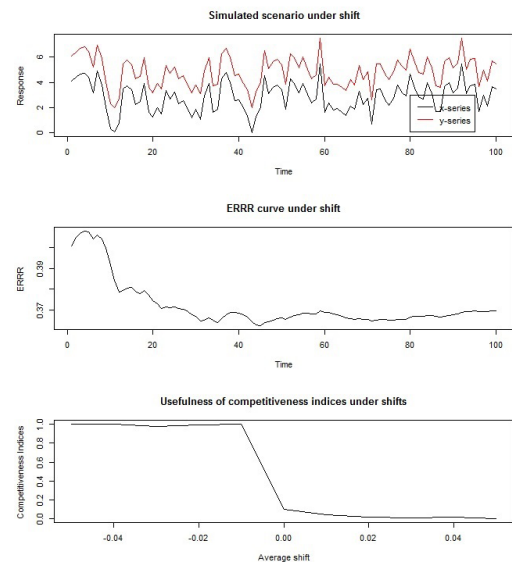 Simulated scenario under shift
Response
0 2 4 6
x-series
y-series
0 20 40 60 80 100
Time
ERRR curve under shift
ERRR
0.37 0.39
0 20 40 60 80 100
Time
Usefulness of competitiveness indices under shifts
Competitiveness Indices
0.0 0.2 0.4 0.6 0.8 1.0
-0.04 -0.02 0.00 0.02 0.04
Average shift